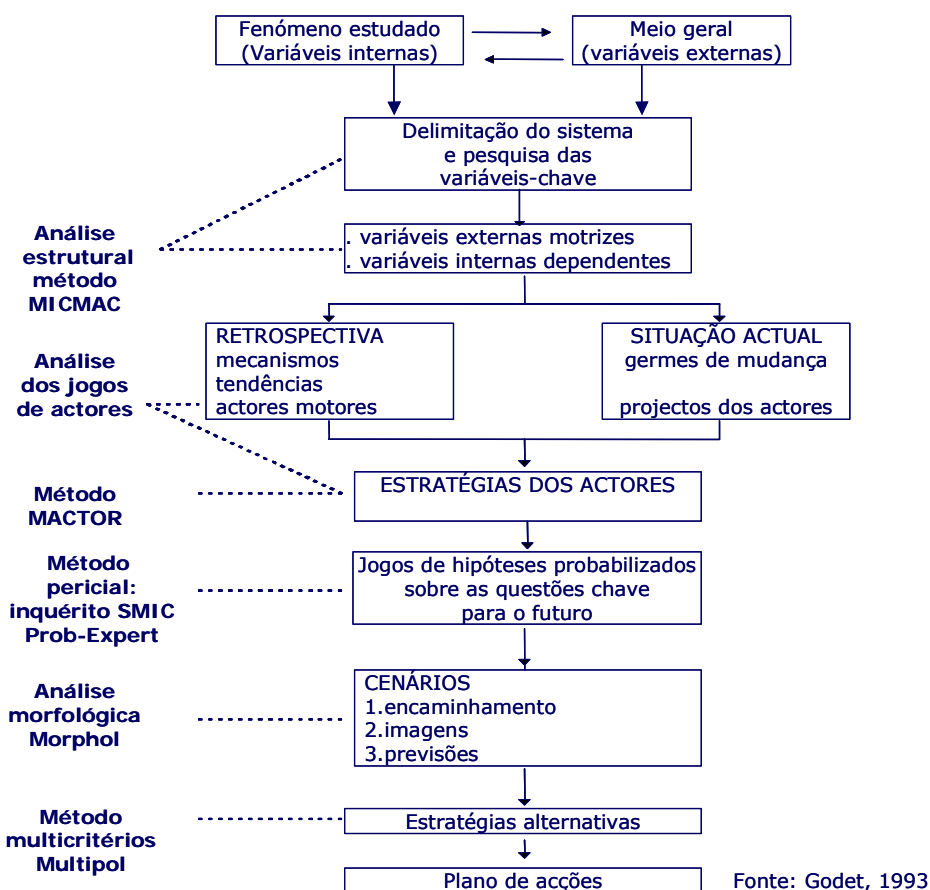 Fenómeno estudado
(Variáveis internas)
Meio geral
(variáveis externas)
Delimitação do sistema
e pesquisa das
variáveis-chave
Análise
estrutural
método
MICMAC
. variáveis externas motrizes
. variáveis internas dependentes
RETROSPECTIVA
mecanismos
tendências
actores motores
SITUAÇÃO ACTUAL
germes de mudança
projectos dos actores
Análise
dos jogos
de actores
ESTRATÉGIAS DOS ACTORES
Método
MACTOR
Método
pericial:
inquérito SMIC
Prob-Expert
Jogos de hipóteses probabilizados
sobre as questões chave
para o futuro
Análise
morfológica
Morphol
CENÁRIOS
1.encaminhamento
2.imagens
3.previsões
Método
multicritérios
Multipol
Estratégias alternativas
Plano de acções
Fonte: Godet, 1993